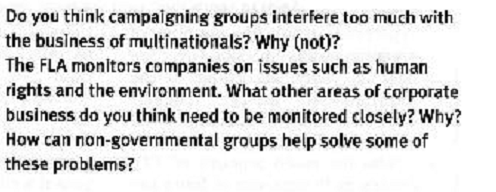 Do you think campaigning groups interfere too much with
the business of multinationals? Why (not)?
The FLA monitors companies on issues such as human
rights and the environment. What other areas of corporate
business do you think need to be monitored closely? Why?
How can non-governmental groups help solve some of
these problems?